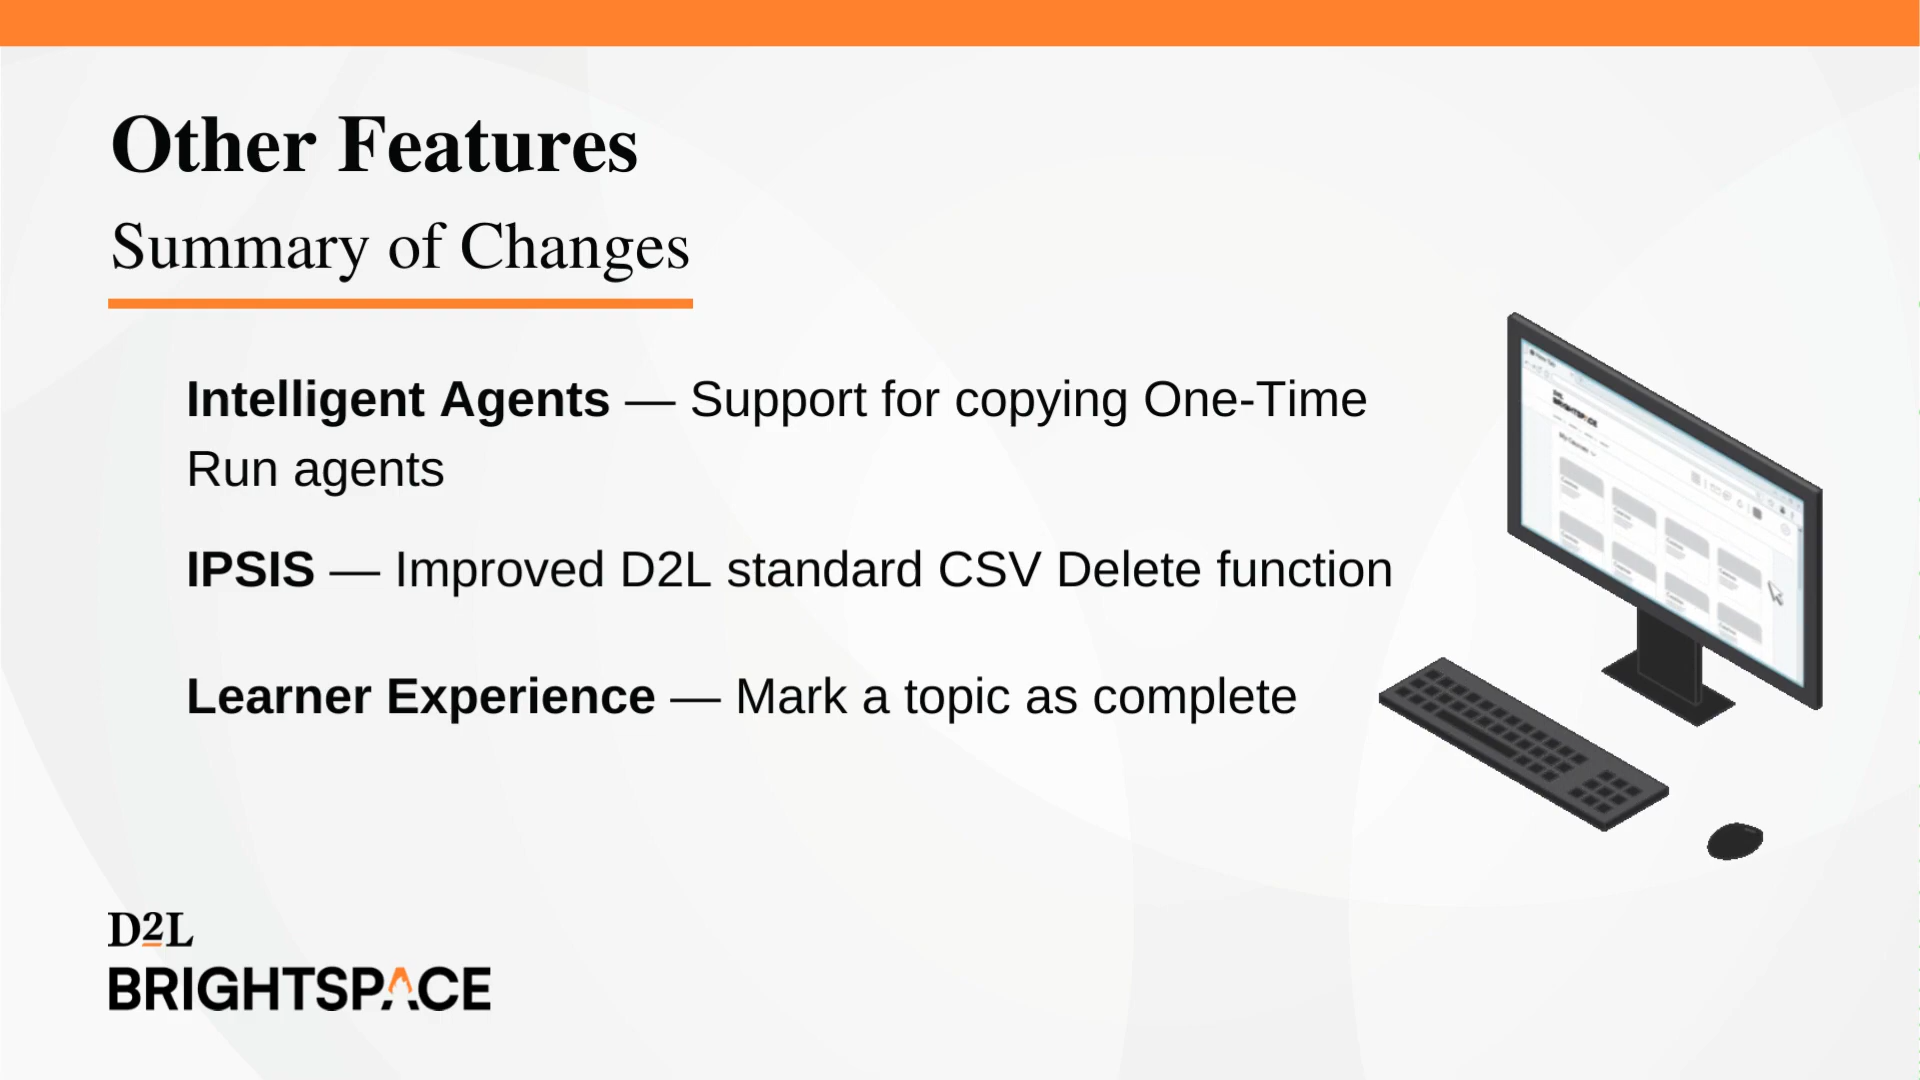 Other Features
Summary of Changes
Intelligent Agents — Support for copying One-Time
Run agents
IPSIS — Improved D2L standard CSV Delete function
Learner Experience — Mark a topic as complete
BRIGHTSPACE
D2L
BRIGHTSPACE